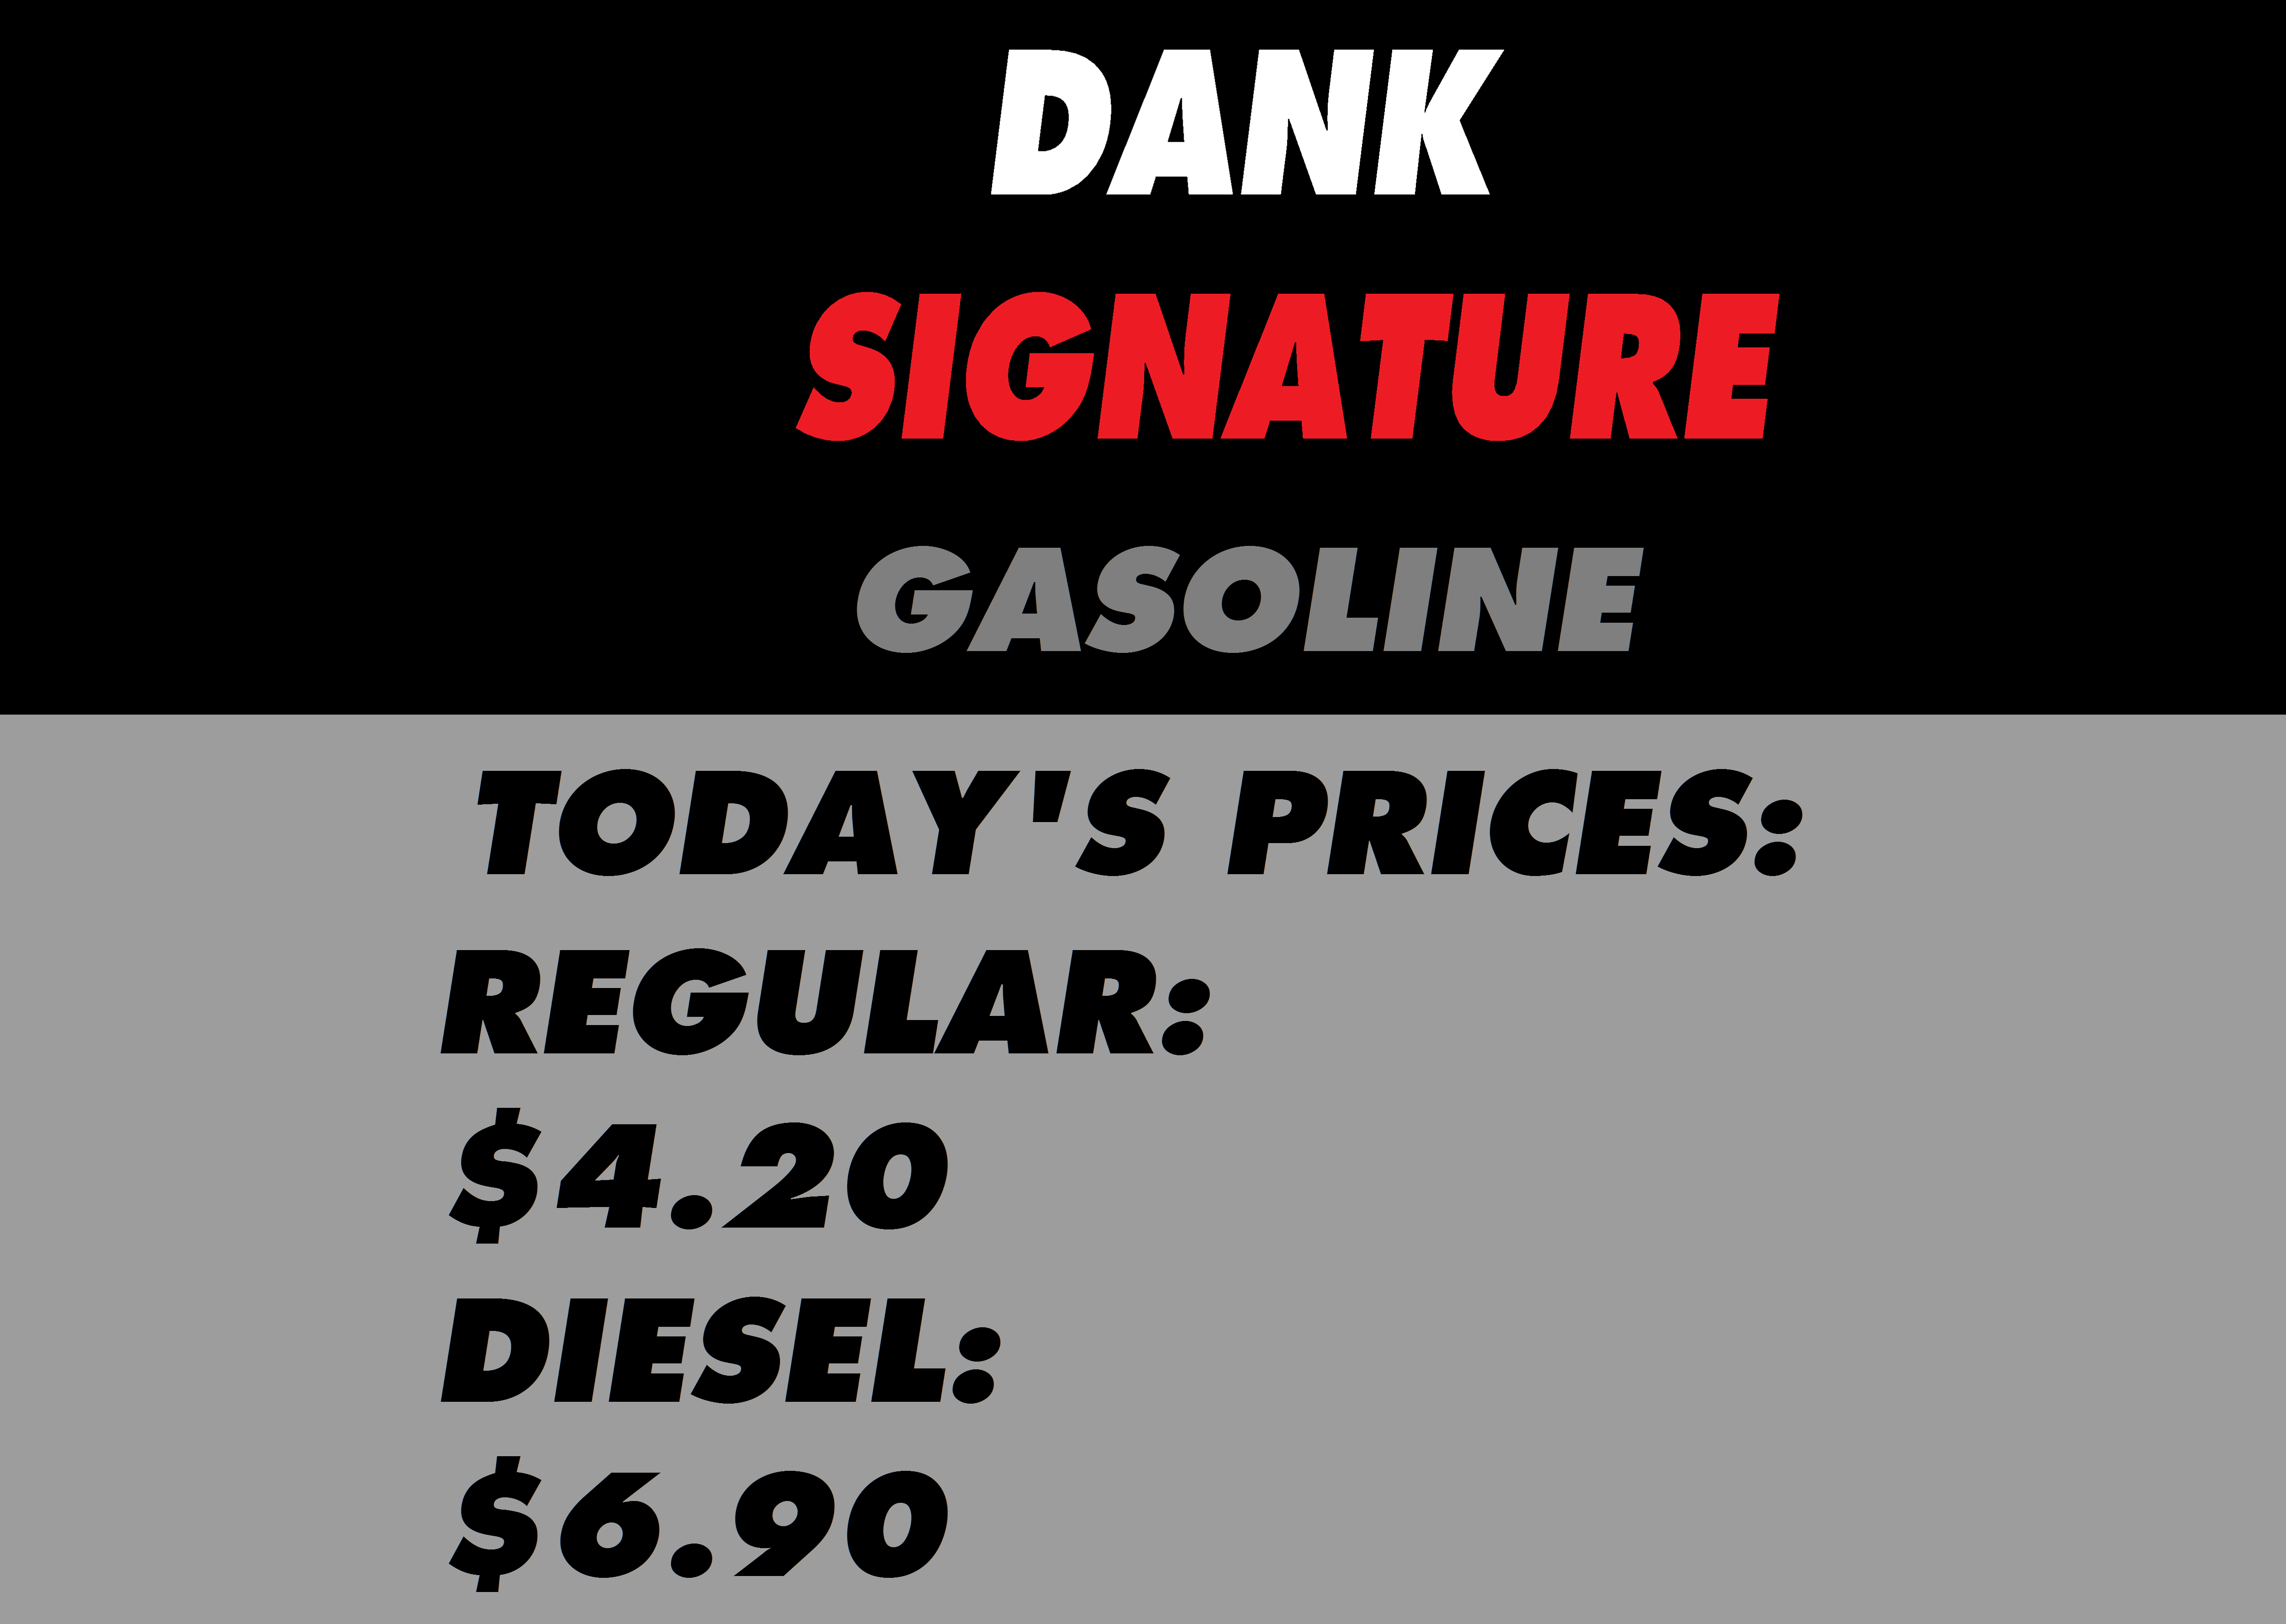 DANK
SIGNATURE
GASOLINE
TODAY'S PRICES:
REGULAR:
$4.20
DIESEL:
$6.90